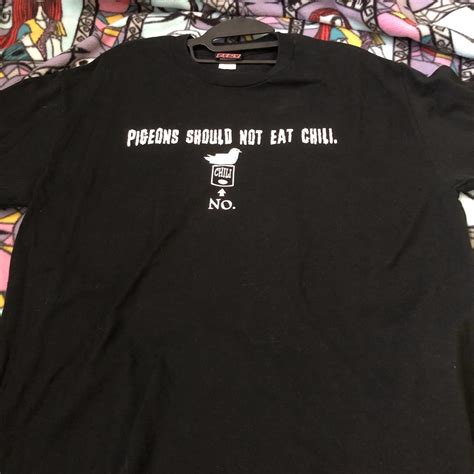 PIGEONS SHOULD NOT EAT CHILI.
CHILI
NO.